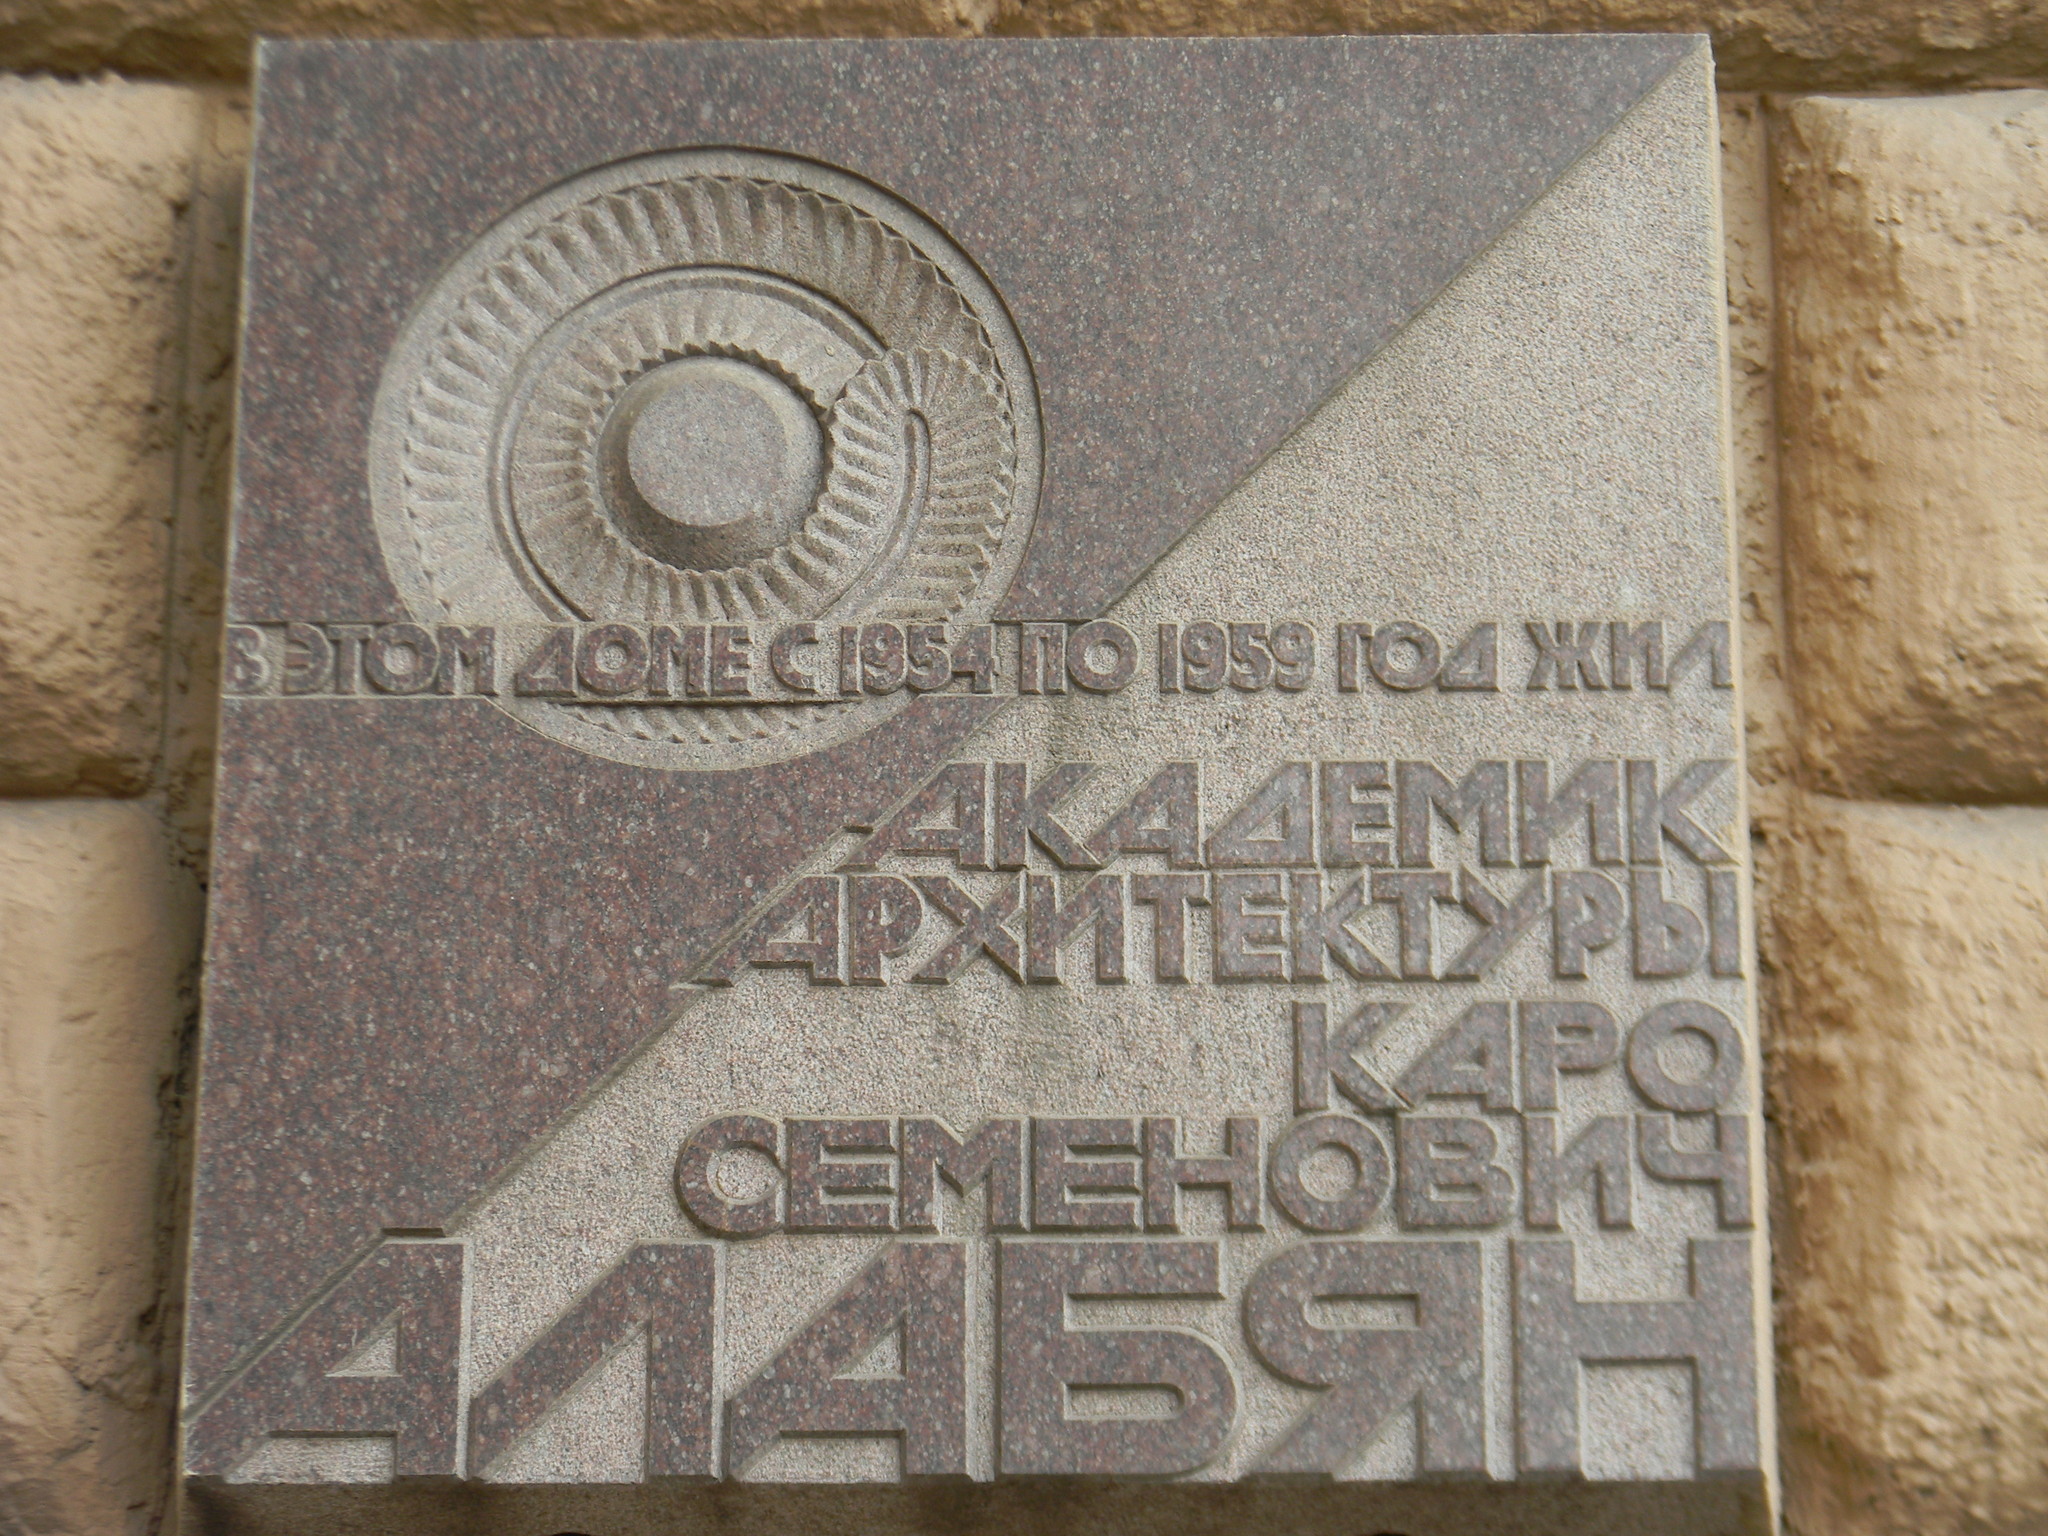 В ЭТОМ ДОМЕ С 1954 ПО 1959 ГОД ЖИЛ
АКАДЕМИК
АРХИТЕКТУРЫ
КАРО
СЕМЕНОВИЧ
АЛАБЯН